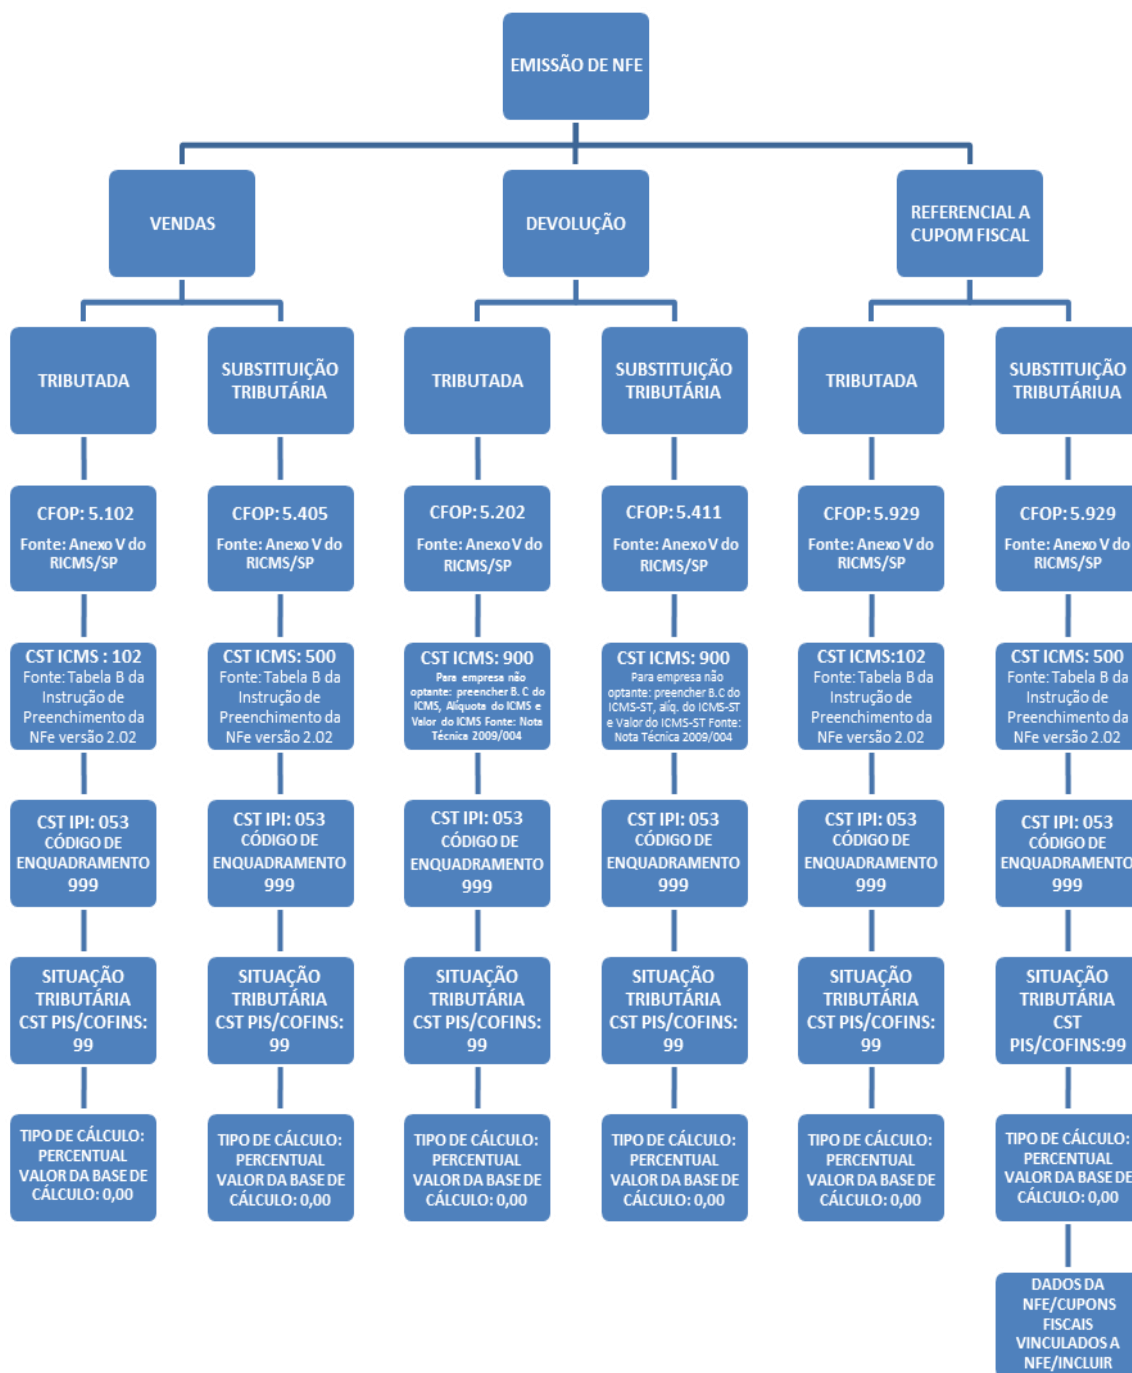 EMISSÃO DE NFE
VENDAS
DEVOLUÇÃO
REFERENCIAL A
CUPOM FISCAL
TRIBUTADA
SUBSTITUIÇÃO
TRIBUTÁRIA
TRIBUTADA
SUBSTITUIÇÃO
TRIBUTÁRIA
TRIBUTADA
SUBSTITUIÇÃO
TRIBUTÁRIUA
CFOP: 5.102
Fonte: Anexo V do
RICMS/SP
CFOP: 5.405
Fonte: Anexo V do
RICMS/SP
CFOP: 5.202
Fonte: Anexo V do
RICMS/SP
CFOP: 5.411
Fonte: Anexo V do
RICMS/SP
CFOP: 5.929
Fonte: Anexo V do
RICMS/SP
CFOP: 5.929
Fonte: Anexo V do
RICMS/SP
CST ICMS : 102
Fonte: Tabela B da
Instrução de
Preenchimento da
NFe versão 2.02
CST ICMS: 500
Fonte: Tabela B da
Instrução de
Preenchimento da
NFe versão 2.02
CST ICMS: 900
Para empresa não
optante: preencher B. C do
ICMS, Alíquota do ICMS e
Valor do ICMS Fonte: Nota
Técnica 2009/004
CST ICMS: 900
Para empresa não
optante: preencher B.C do
ICMS-ST, alíq. do ICMS-ST
e Valor do ICMS-ST Fonte:
Nota Técnica 2009/004
CST ICMS:102
Fonte: Tabela B da
Instrução de
Preenchimento da
NFe versão 2.02
CST ICMS: 500
Fonte: Tabela B da
Instrução de
Preenchimento da
NFe versão 2.02
CST IPI: 053
CÓDIGO DE
ENQUADRAMENTO
999
CST IPI: 053
CÓDIGO DE
ENQUADRAMENTO
999
CST IPI: 053
CÓDIGO DE
ENQUADRAMENTO
999
CST IPI: 053
CÓDIGO DE
ENQUADRAMENTO
999
CST IPI: 053
CÓDIGO DE
ENQUADRAMENTO
999
CST IPI: 053
CÓDIGO DE
ENQUADRAMENTO
999
SITUAÇÃO
TRIBUTÁRIA
CST PIS/COFINS:
99
SITUAÇÃO
TRIBUTÁRIA
CST PIS/COFINS:
99
SITUAÇÃO
TRIBUTÁRIA
CST PIS/COFINS:
99
SITUAÇÃO
TRIBUTÁRIA
CST PIS/COFINS:
99
SITUAÇÃO
TRIBUTÁRIA
CST PIS/COFINS:
99
SITUAÇÃO
TRIBUTÁRIA
CST
PIS/COFINS:99
TIPO DE CÁLCULO:
PERCENTUAL
VALOR DA BASE DE
CÁLCULO: 0,00
TIPO DE CÁLCULO:
PERCENTUAL
VALOR DA BASE DE
CÁLCULO: 0,00
TIPO DE CÁLCULO:
PERCENTUAL
VALOR DA BASE DE
CÁLCULO: 0,00
TIPO DE CÁLCULO:
PERCENTUAL
VALOR DA BASE DE
CÁLCULO: 0,00
TIPO DE CÁLCULO:
PERCENTUAL
VALOR DA BASE DE
CÁLCULO: 0,00
TIPO DE CÁLCULO:
PERCENTUAL
VALOR DA BASE DE
CÁLCULO: 0,00
DADOS DA
NFE/CUPONS
FISCAIS
VINCULADOS A
NFE/INCLUIR